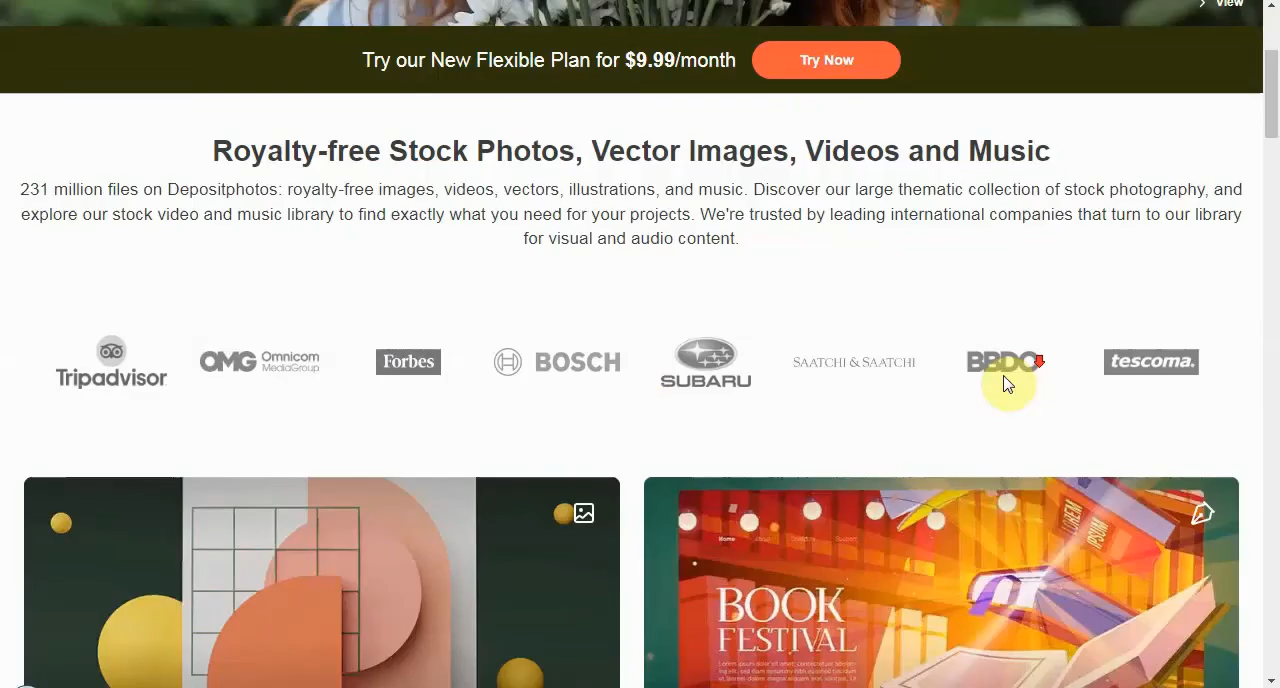 View
Try our New Flexible Plan for $9.99/month
Try Now
Royalty-free Stock Photos, Vector Images, Videos and Music
231 million files on Depositphotos: royalty-free images, videos, vectors, illustrations, and music. Discover our large thematic collection of stock photography, and
explore our stock video and music library to find exactly what you need for your projects. We're trusted by leading international companies that turn to our library
for visual and audio content.
Tripadvisor
OMG Omnicom
MediaGroup
Forbes
BOSCH
SUBARU
SAATCHI & SAATCHI
BBDO
tescoma.
LOREM
IPSUM
Home
BOOK
FESTIVAL